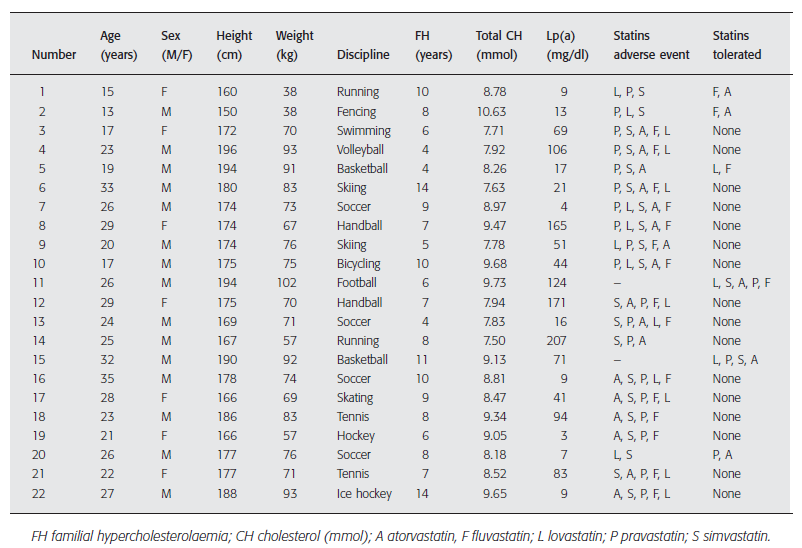 Age Sex Height Weight FH Total CH Lp(a) Statins Statins
Number (years) (M/F) (cm) (kg) Discipline (years) (mmol) (mg/dl) adverse event tolerated
1 15 F 160 38 Running 10 8.78 9 L, P, S F, A
2 13 M 150 38 Fencing 8 10.63 13 P, L, S F, A
3 17 F 172 70 Swimming 6 7.71 69 P, S, A, F, L None
4 23 M 196 93 Volleyball 4 7.92 106 P, S, A, F, L None
5 19 M 194 91 Basketball 4 8.26 17 P, S, A L, F
6 33 M 180 83 Skiing 14 7.63 21 P, S, A, F, L None
7 26 M 174 73 Soccer 9 8.97 4 P, L, S, A, F None
8 29 F 174 67 Handball 7 9.47 165 P, L, S, A, F None
9 20 M 174 76 Skiing 5 7.78 51 L, P, S, F, A None
10 17 M 175 75 Bicycling 10 9.68 44 P, L, S, A, F None
11 26 M 194 102 Football 6 9.73 124 – L, S, A, P, F
12 29 F 175 70 Handball 7 7.94 171 S, A, P, F, L None
13 24 M 169 71 Soccer 4 7.83 16 S, P, A, L, F None
14 25 M 167 57 Running 8 7.50 207 S, P, A None
15 32 M 190 92 Basketball 11 9.13 71 – L, P, S, A
16 35 M 178 74 Soccer 10 8.81 9 A, S, P, L, F None
17 28 F 166 69 Skating 9 8.47 41 A, S, P, F, L None
18 23 M 186 83 Tennis 8 9.34 94 A, S, P, F None
19 21 F 166 57 Hockey 6 9.05 3 A, S, P, F None
20 26 M 177 76 Soccer 8 8.18 7 L, S P, A
21 22 F 177 71 Tennis 7 8.52 83 S, A, P, F, L None
22 27 M 188 93 Ice hockey 14 9.65 9 A, S, P, F, L None
FH familial hypercholesterolaemia; CH cholesterol (mmol); A atorvastatin, F fluvastatin; L lovastatin; P pravastatin; S simvastatin.